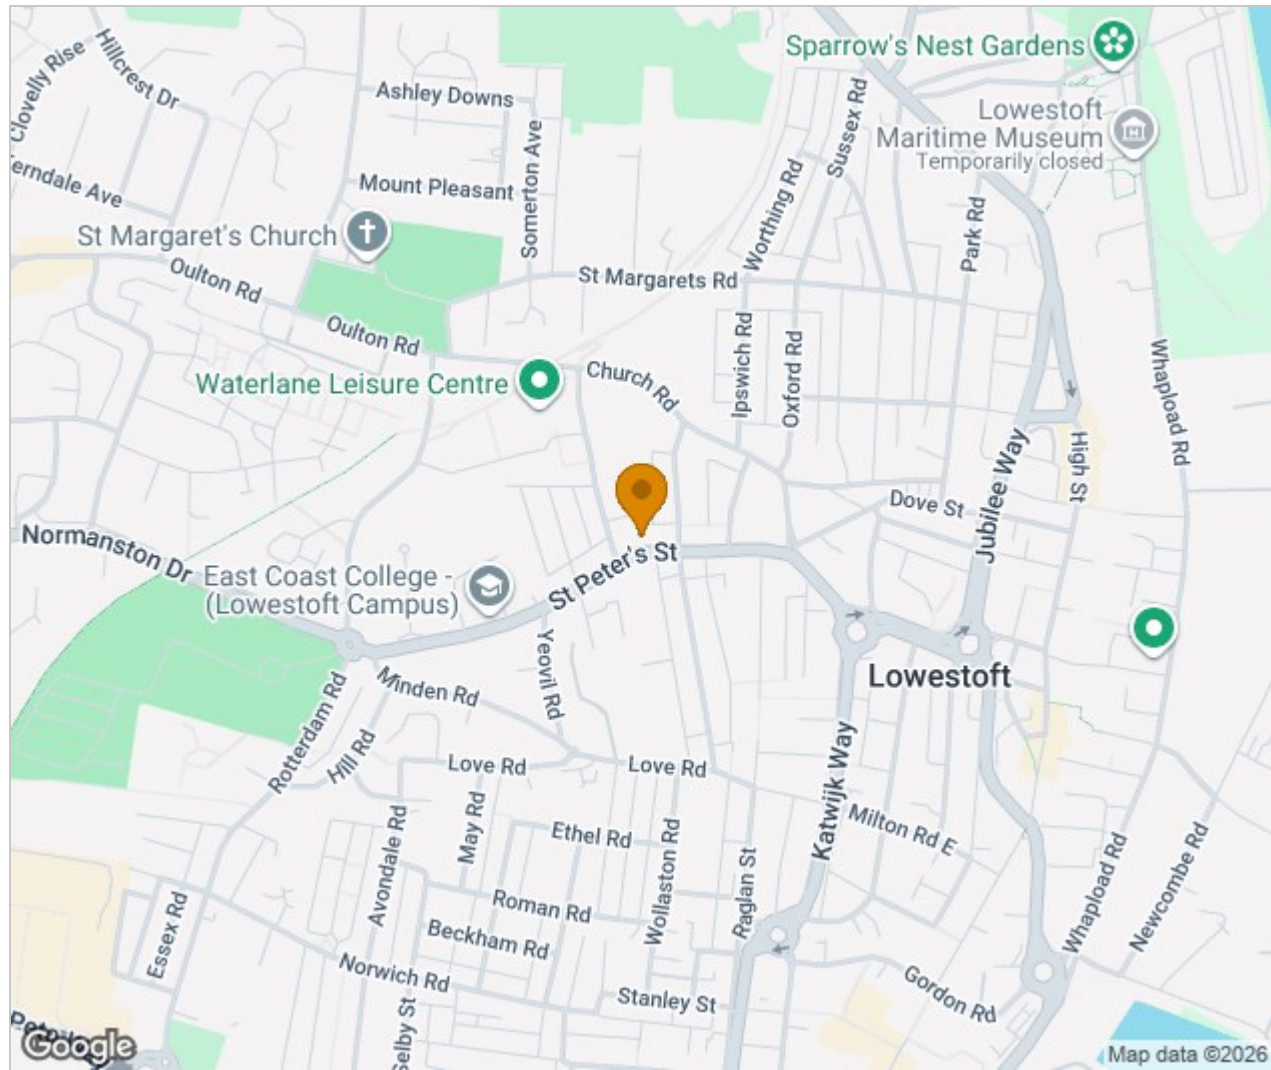 Clovelly Rise
Hillcrest Dr
Ashley Downs
Mount Pleasant
Somerton Ave
St Margaret's Church
Oulton Rd
Oulton Rd
St Margarets Rd
Worthing Rd
Sussex Rd
Sparrow's Nest Gardens
Lowestoft
Maritime Museum
Temporarily closed
Park Rd
Waterlane Leisure Centre
Church Rd
Ipswich Rd
Oxford Rd
Whapload Rd
High St
Jubilee Way
Dove St
Normanston Dr
East Coast College -
(Lowestoft Campus)
St Peter's St
Yeovil Rd
Minden Rd
Rotterdam Rd
Hill Rd
Love Rd
Love Rd
Lowestoft
Katwijk Way
Milton Rd E
May Rd
Ethel Rd
Avondale Rd
Roman Rd
Wollaston Rd
Raglan St
Beckham Rd
Essex Rd
Norwich Rd
Selby St
Stanley St
Gordon Rd
Whapload Rd
Newcombe Rd
Google
Map data ©2026